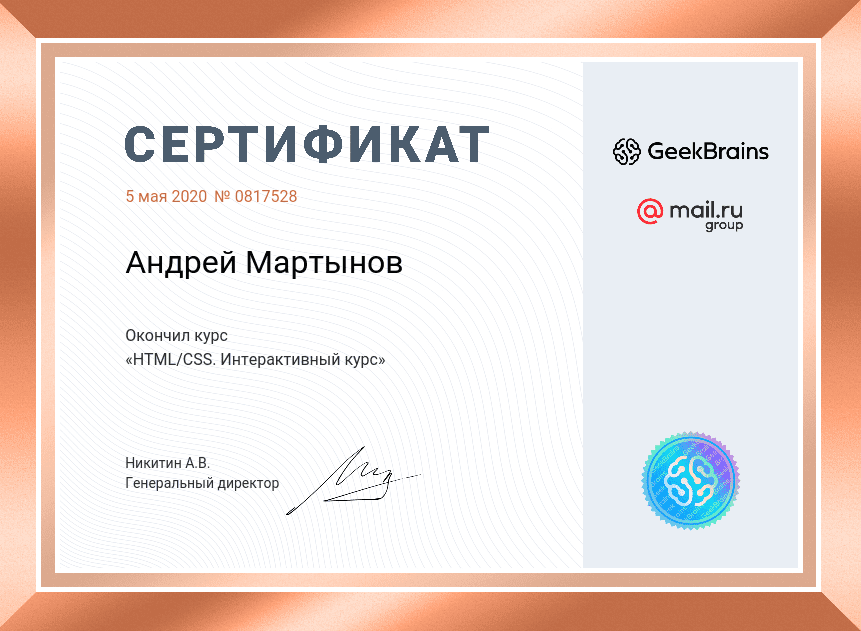 СЕРТИФИКАТ
5 мая 2020 № 0817528
Андрей Мартынов
Окончил курс
«HTML/CSS. Интерактивный курс»
Никитин А.В.
Генеральный директор
GeekBrains
@mail.ru
group